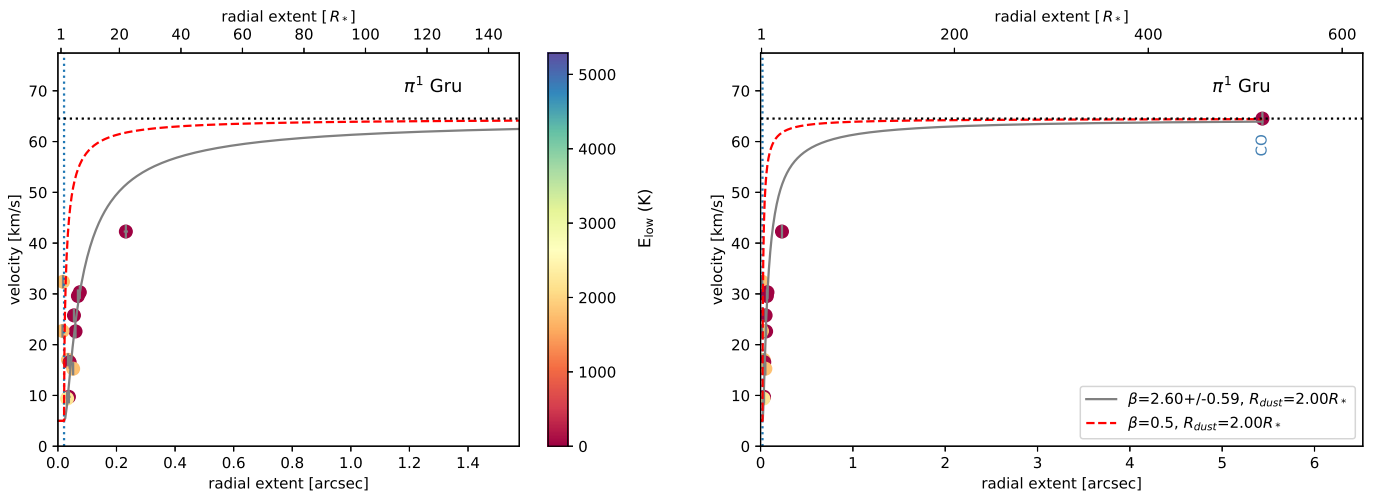 radial extent [ R* ]
1 20 40 60 80 100 120 140
π¹ Gru
velocity [km/s]
70
60
50
40
30
20
10
0
0.0 0.2 0.4 0.6 0.8 1.0 1.2 1.4
radial extent [arcsec]
5000
4000
3000
2000
1000
0
E_low (K)
radial extent [ R* ]
1 200 400 600
π¹ Gru
CO
velocity [km/s]
70
60
50
40
30
20
10
0
β=2.60+/-0.59, R_dust=2.00R*
β=0.5, R_dust=2.00R*
0 1 2 3 4 5 6
radial extent [arcsec]